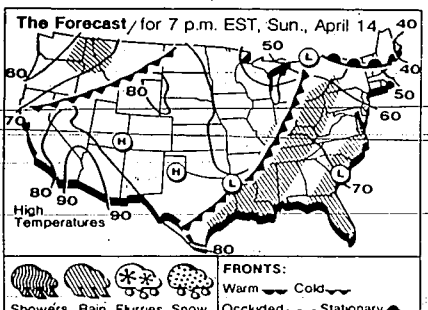 The Forecast for 7 p.m. EST, Sun., April 14
40
50
80
40
80
50
60
70
H
H
L
L
L
80
90
90
70
High
Temperatures
80
FRONTS:
Warm Cold
Showers Rain Flurries Snow
Occluded Stationary